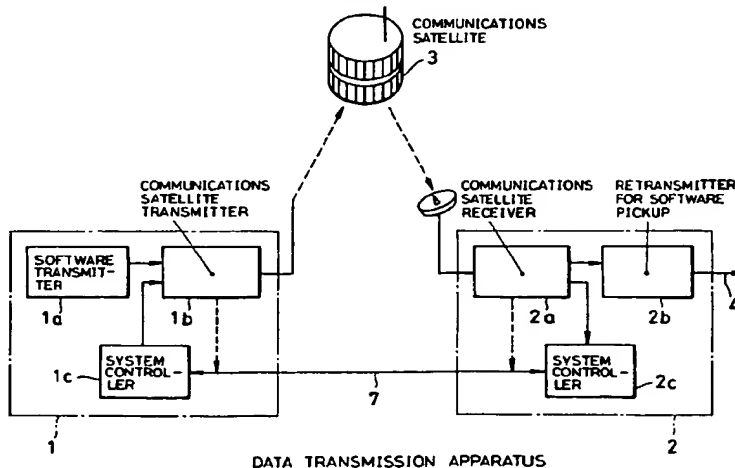 COMMUNICATIONS
SATELLITE
3
COMMUNICATIONS
SATELLITE
TRANSMITTER
COMMUNICATIONS
SATELLITE
RECEIVER
RETRANSMITTER
FOR SOFTWARE
PICKUP
SOFTWARE
TRANSMIT-
TER
1a
1b
2a
2b
4
1c
SYSTEM
CONTROL-
LER
7
SYSTEM
CONTROL-
LER
2c
1
2
DATA TRANSMISSION APPARATUS